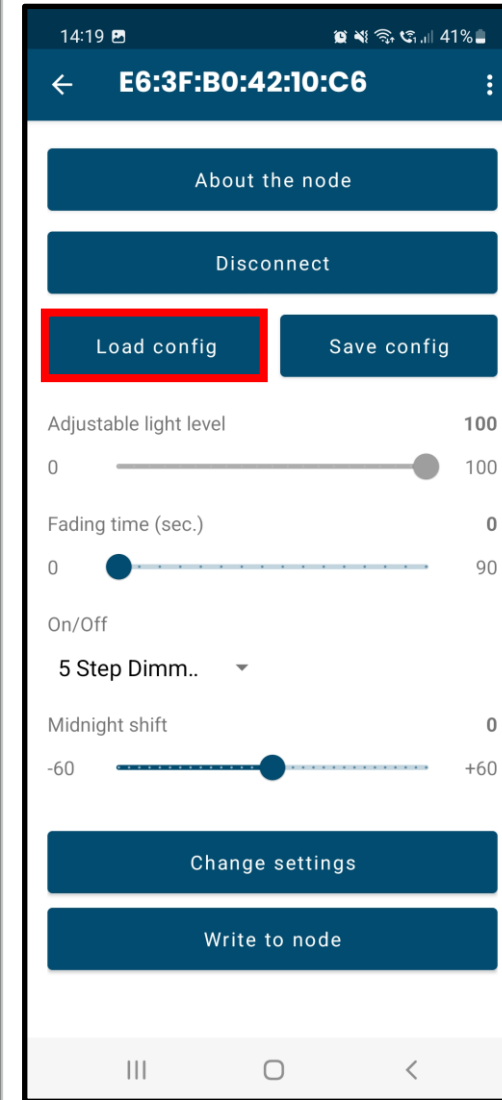 14:19 41%
E6:3F:B0:42:10:C6
About the node
Disconnect
Load config Save config
Adjustable light level 100
0 100
Fading time (sec.) 0
0 90
On/Off
5 Step Dimm..
Midnight shift 0
-60 +60
Change settings
Write to node